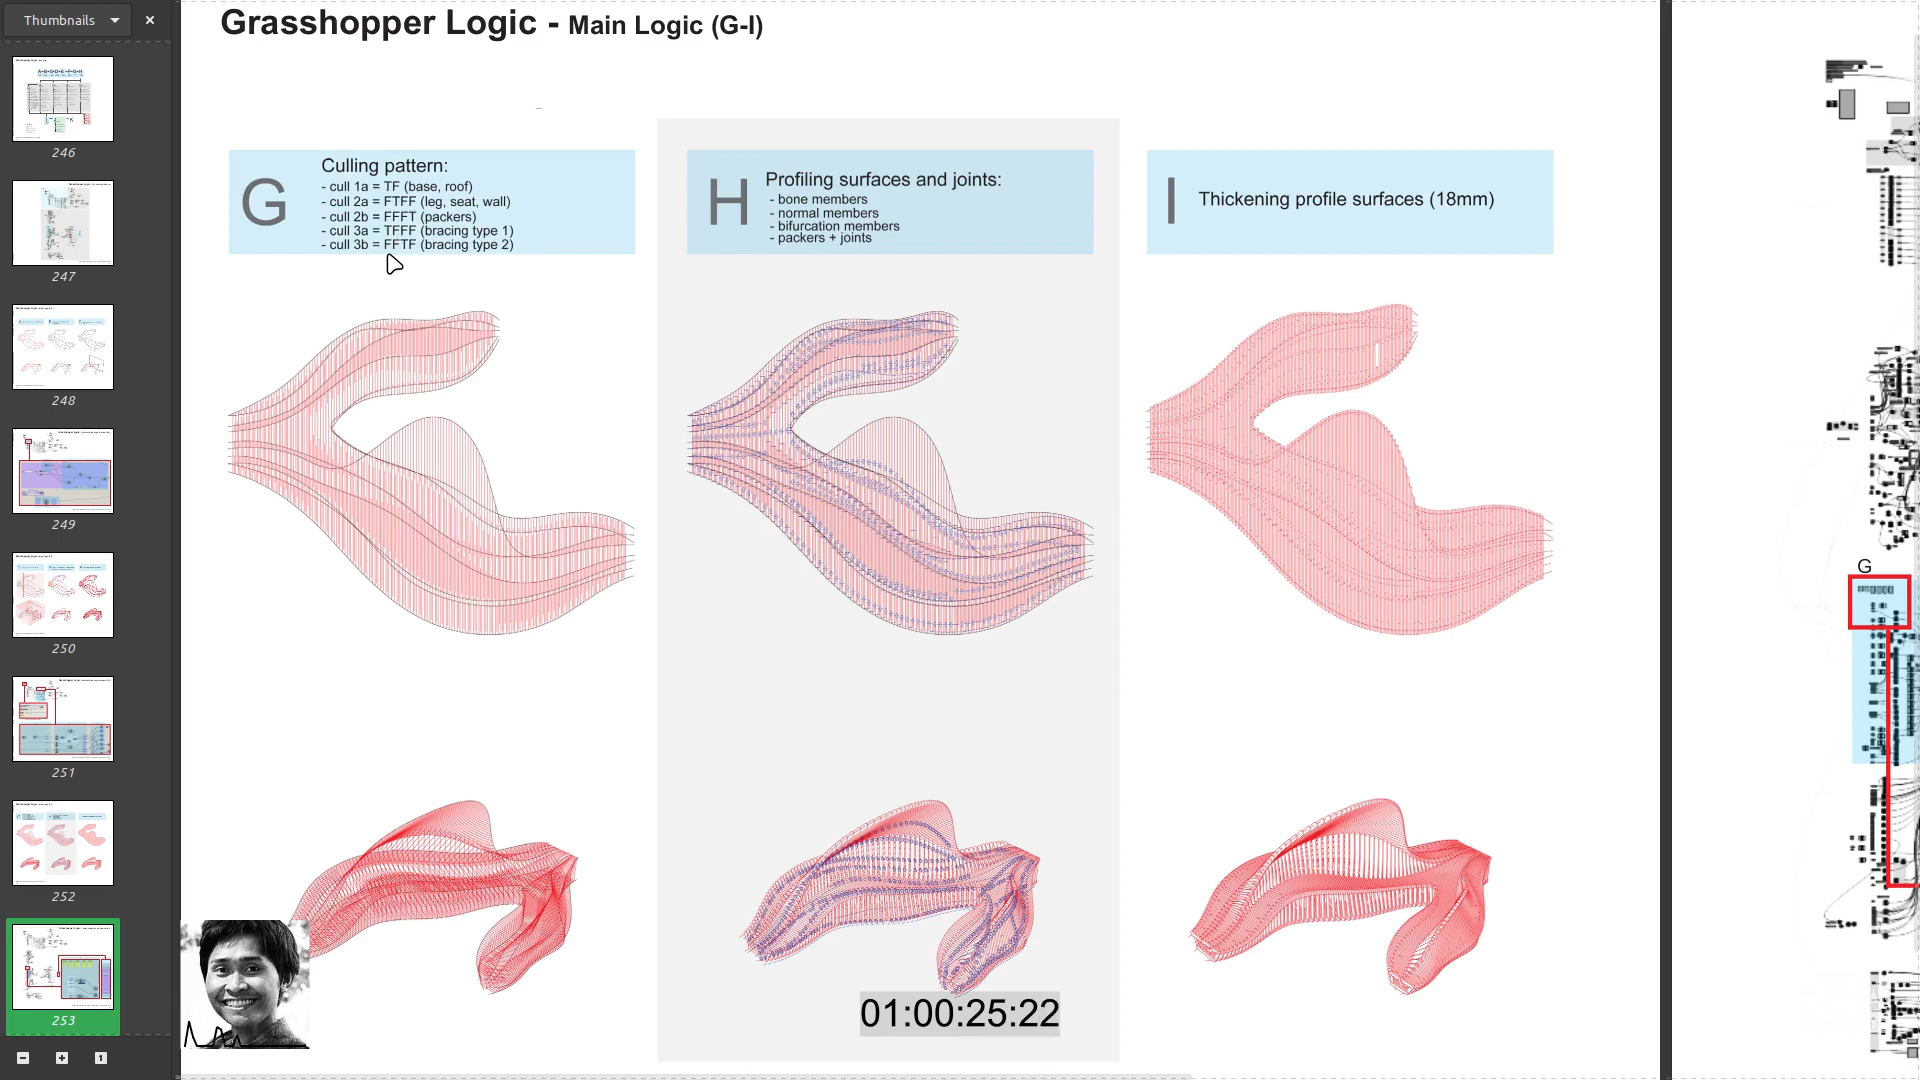 Thumbnails
Grasshopper Logic - Main Logic (G-I)
246
247
248
249
250
251
252
253
G
Culling pattern:
- cull 1a = TF (base, roof)
- cull 2a = FTFF (leg, seat, wall)
- cull 2b = FFFT (packers)
- cull 3a = TFFF (bracing type 1)
- cull 3b = FFTF (bracing type 2)
H
Profiling surfaces and joints:
- bone members
- normal members
- bifurcation members
- packers + joints
I
Thickening profile surfaces (18mm)
G
01:00:25:22